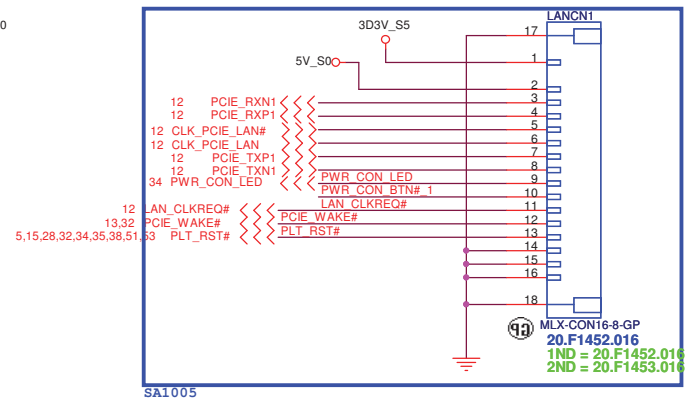 0
LANCN1
3D3V_S5
17
5V_S0
1
2
12 PCIE_RXN1 3
12 PCIE_RXP1 4
12 CLK_PCIE_LAN# 5
12 CLK_PCIE_LAN 6
12 PCIE_TXP1 7
12 PCIE_TXN1 8
34 PWR_CON_LED PWR_CON_LED 9
PWR_CON_BTN#_1 10
12 LAN_CLKREQ# LAN_CLKREQ# 11
13,32 PCIE_WAKE# PCIE_WAKE# 12
5,15,28,32,34,35,38,51,53 PLT_RST# PLT_RST# 13
14
15
16
18
MLX-CON16-8-GP
20.F1452.016
1ND = 20.F1452.016
2ND = 20.F1453.016
SA1005